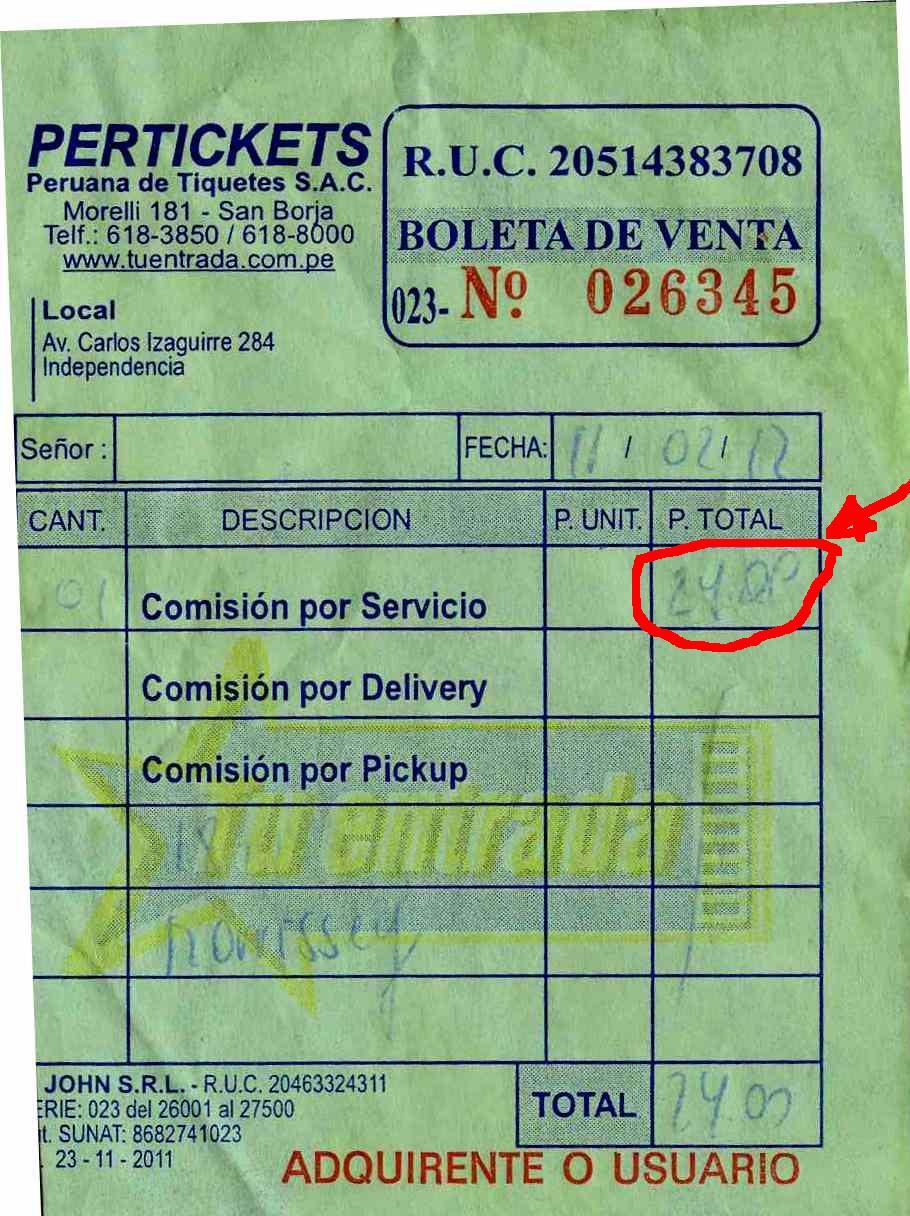 PERTICKETS
Peruana de Tiquetes S.A.C.
Morelli 181 - San Borja
Telf.: 618-3850 / 618-8000
www.tuentrada.com.pe
Local
Av. Carlos Izaguirre 284
Independencia
R.U.C. 20514383708
BOLETA DE VENTA
023- Nº 026345
Señor :
FECHA: 11 / 02 / 12
CANT. DESCRIPCION P. UNIT. P. TOTAL
01 Comisión por Servicio 24.00
Comisión por Delivery
Comisión por Pickup
Tu entrada
Morrissey
JOHN S.R.L. - R.U.C. 20463324311
ERIE: 023 del 26001 al 27500
t. SUNAT: 8682741023
23 - 11 - 2011
TOTAL 24.00
ADQUIRENTE O USUARIO